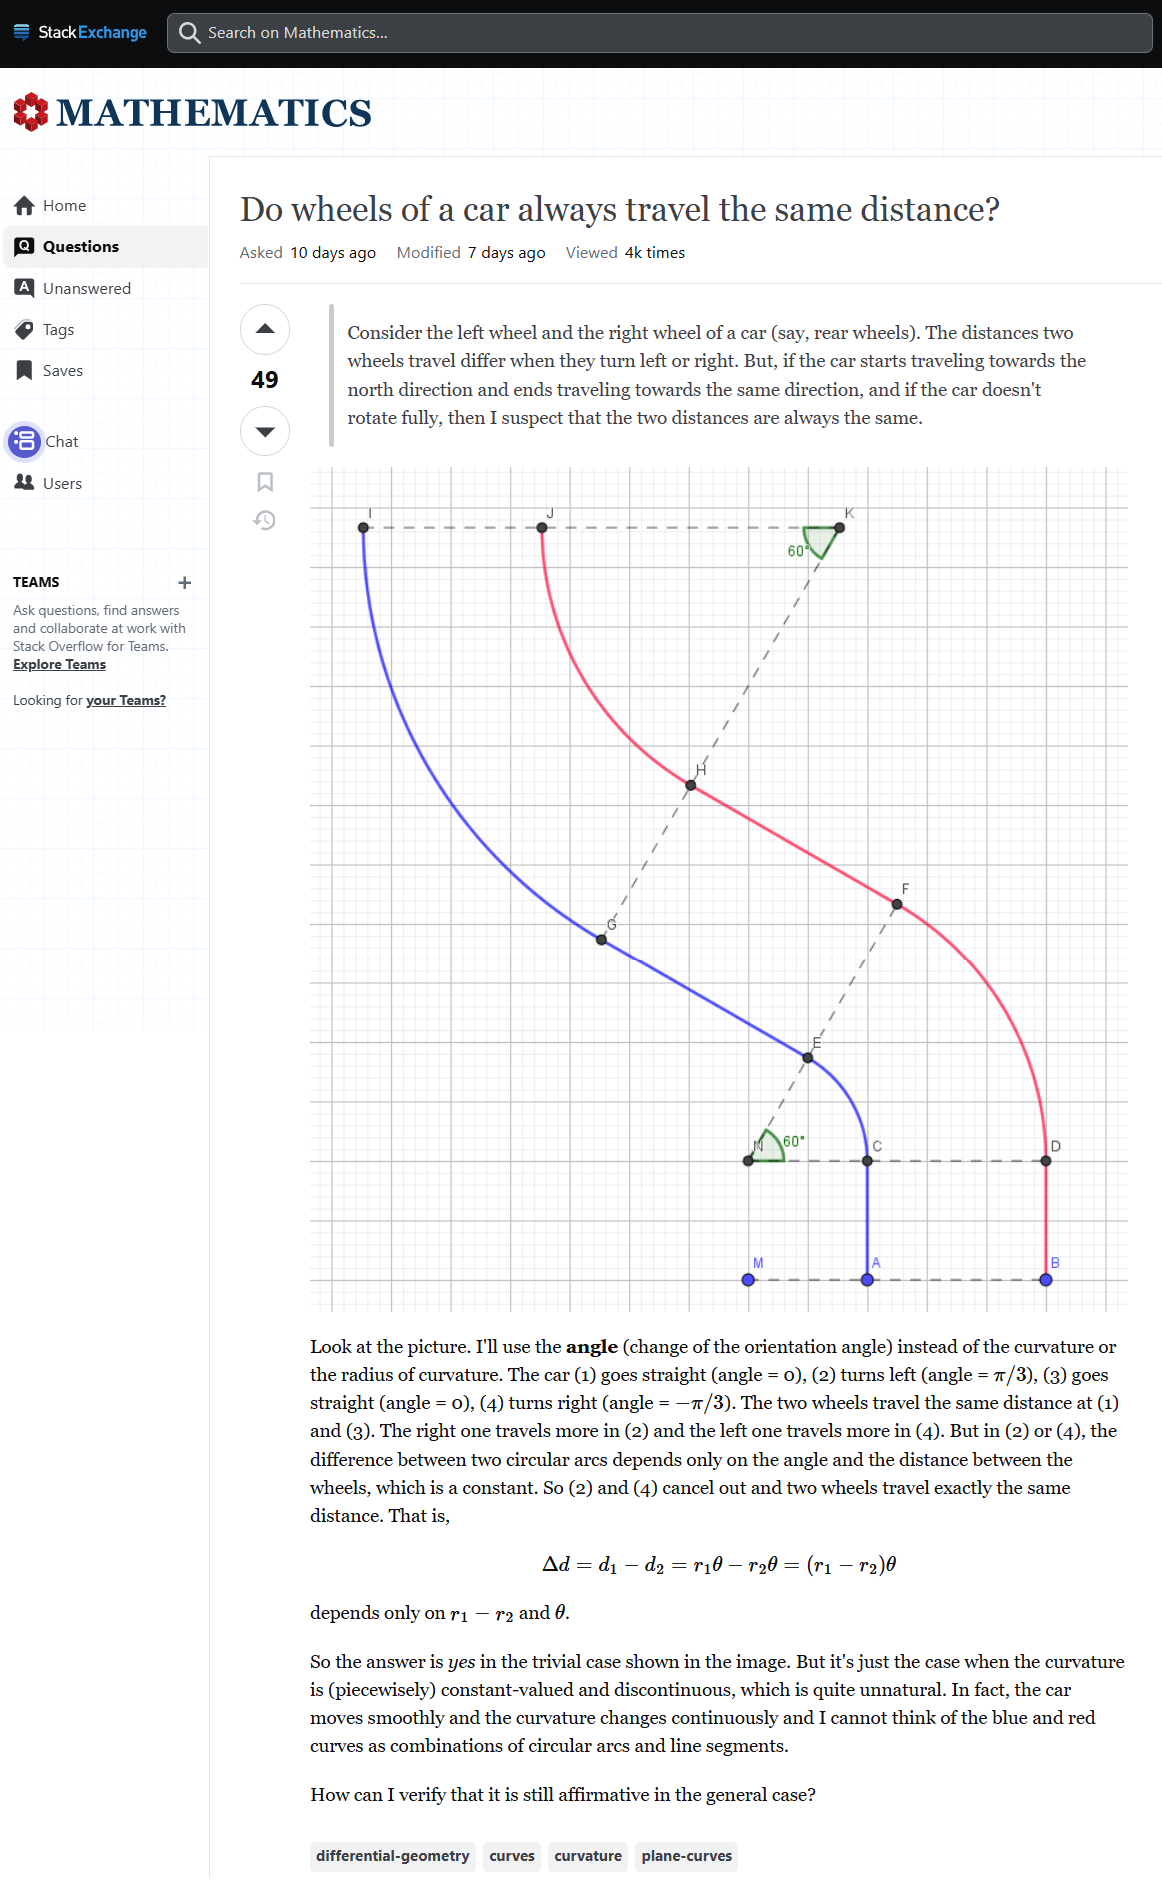 StackExchange
Search on Mathematics...
MATHEMATICS
Home
Questions
Unanswered
Tags
Saves
Chat
Users
TEAMS
Ask questions, find answers
and collaborate at work with
Stack Overflow for Teams.
Explore Teams
Looking for your Teams?
Do wheels of a car always travel the same distance?
Asked 10 days ago Modified 7 days ago Viewed 4k times
49
Consider the left wheel and the right wheel of a car (say, rear wheels). The distances two
wheels travel differ when they turn left or right. But, if the car starts traveling towards the
north direction and ends traveling towards the same direction, and if the car doesn't
rotate fully, then I suspect that the two distances are always the same.
I J K
60°
H
F
G
E
N 60° C D
M A B
Look at the picture. I'll use the angle (change of the orientation angle) instead of the curvature or
the radius of curvature. The car (1) goes straight (angle = 0), (2) turns left (angle = π/3), (3) goes
straight (angle = 0), (4) turns right (angle = −π/3). The two wheels travel the same distance at (1)
and (3). The right one travels more in (2) and the left one travels more in (4). But in (2) or (4), the
difference between two circular arcs depends only on the angle and the distance between the
wheels, which is a constant. So (2) and (4) cancel out and two wheels travel exactly the same
distance. That is,
Δd = d₁ − d₂ = r₁θ − r₂θ = (r₁ − r₂)θ
depends only on r₁ − r₂ and θ.
So the answer is yes in the trivial case shown in the image. But it's just the case when the curvature
is (piecewisely) constant-valued and discontinuous, which is quite unnatural. In fact, the car
moves smoothly and the curvature changes continuously and I cannot think of the blue and red
curves as combinations of circular arcs and line segments.
How can I verify that it is still affirmative in the general case?
differential-geometry curves curvature plane-curves